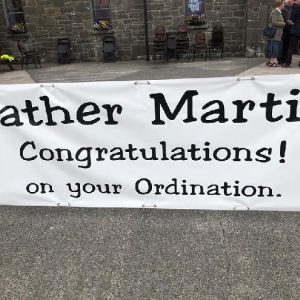 ather Marti
Congratulations!
on your Ordination.